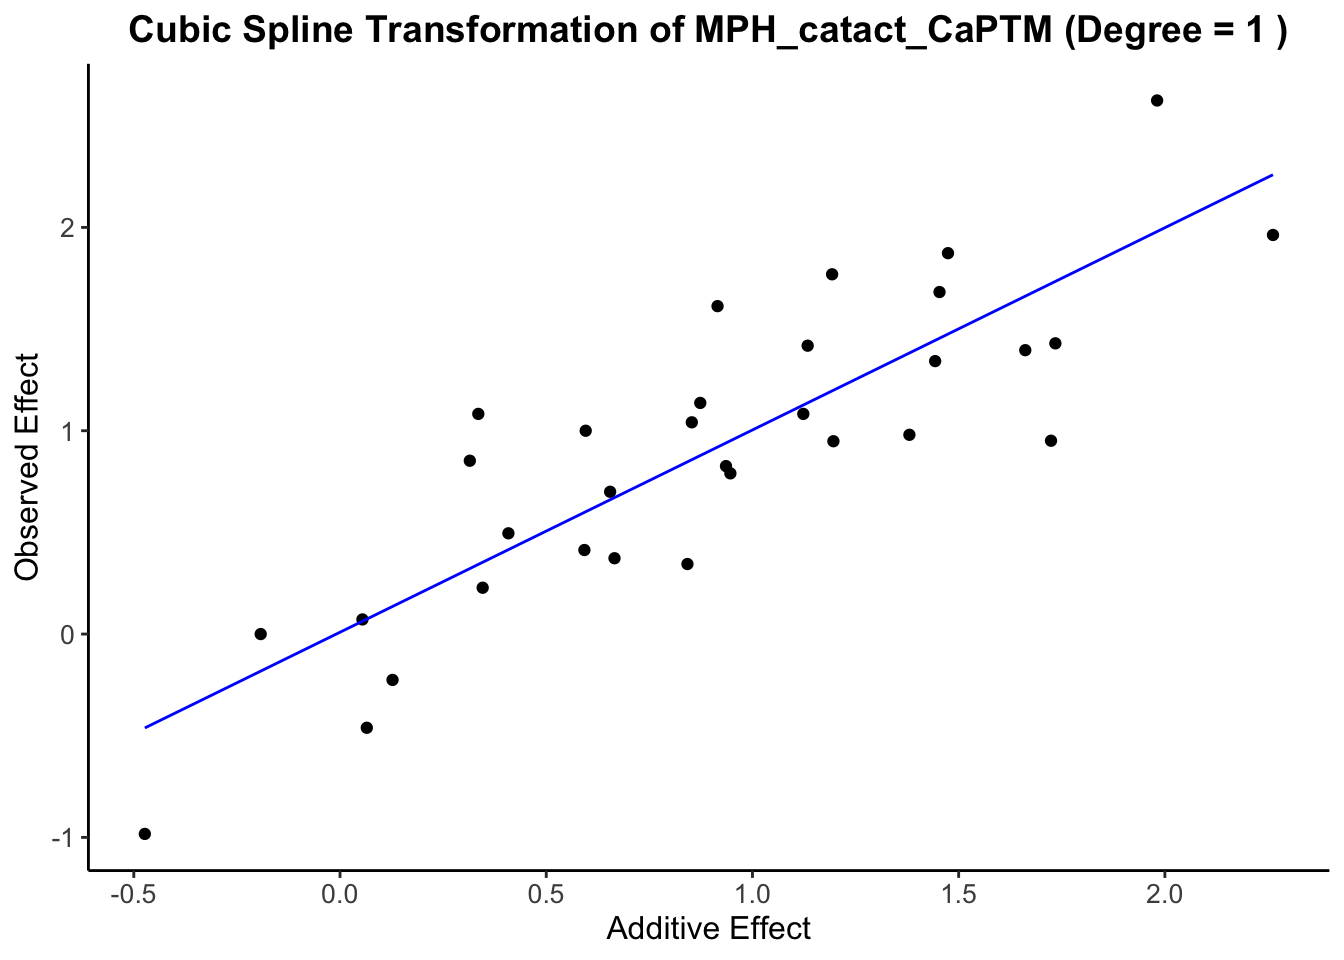 Cubic Spline Transformation of MPH_catact_CaPTM (Degree = 1 )
Observed Effect
2
1
0
-1
-0.5 0.0 0.5 1.0 1.5 2.0
Additive Effect